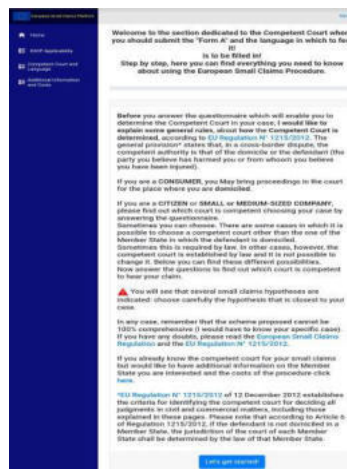 European Small Claims Platform
Home
ESCP Applicability
Competent Court and
Language
Additional Information
and Costs
Welcome to the section dedicated to the Competent Court wher
you should submit the "Form A" and the language in which to fee
it!
is to be filled in!
Step by step, here you can find everything you need to know
about using the European Small Claims Procedure.
Before you answer the questionnaire which will enable you to
determine the Competent Court in your case, I would like to
explain some general rules, about how the Competent Court is
determined, according to EU Regulation N° 1215/2012. The
general provision* states that, in a cross-border dispute, the
competent authority is that of the domicile or the defendant (the
party you believe has harmed you or from whom you believe
you have been injured).
If you are a CONSUMER, you May bring proceedings in the court
for the place where you are domiciled.
If you are a CITIZEN or SMALL or MEDIUM-SIZED COMPANY,
please find out which court is competent choosing your case by
answering the questionnaire.
Sometimes you can choose. There are some cases in which it is
possible to choose a competent court other than the one of the
Member State in which the defendant is domiciled.
Sometimes this is required by law. In other cases, however, the
competent court is established by law and it is not possible to
change it. Below you can find these different possibilities.
Now answer the questions to find out which court is competent
to hear your claim.
You will see that several small claims hypotheses are
indicated: choose carefully the hypothesis that is closest to your
case.
In any case, remember that the scheme proposed cannot be
100% comprehensive (I would have to know your specific case).
If you have any doubts, please read the European Small Claims
Regulation and the EU Regulation N° 1215/2012.
If you already know the competent court for your small claims
but would like to have additional information on the Member
State you are interested and the costs of the procedure click
here.
*EU Regulation N° 1215/2012 of 12 December 2012 establishes
the criteria for identifying the competent court for deciding all
judgments in civil and commercial matters, including those
explained in these pages. Please note that according to Article 6
of Regulation 1215/2012, if the defendant is not domiciled in a
Member State, the jurisdiction of the court of each Member
State shall be determined by the law of that Member State.
Let's get started!